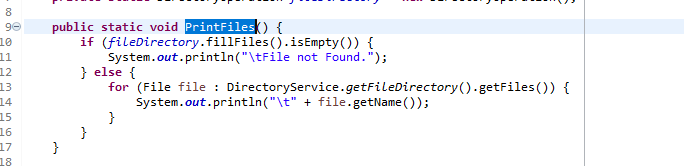 8
9 public static void PrintFiles() {
10 if (fileDirectory.fillFiles().isEmpty()) {
11 System.out.println("\tFile not Found.");
12 } else {
13 for (File file : DirectoryService.getFileDirectory().getFiles()) {
14 System.out.println("\t" + file.getName());
15 }
16 }
17 }
18